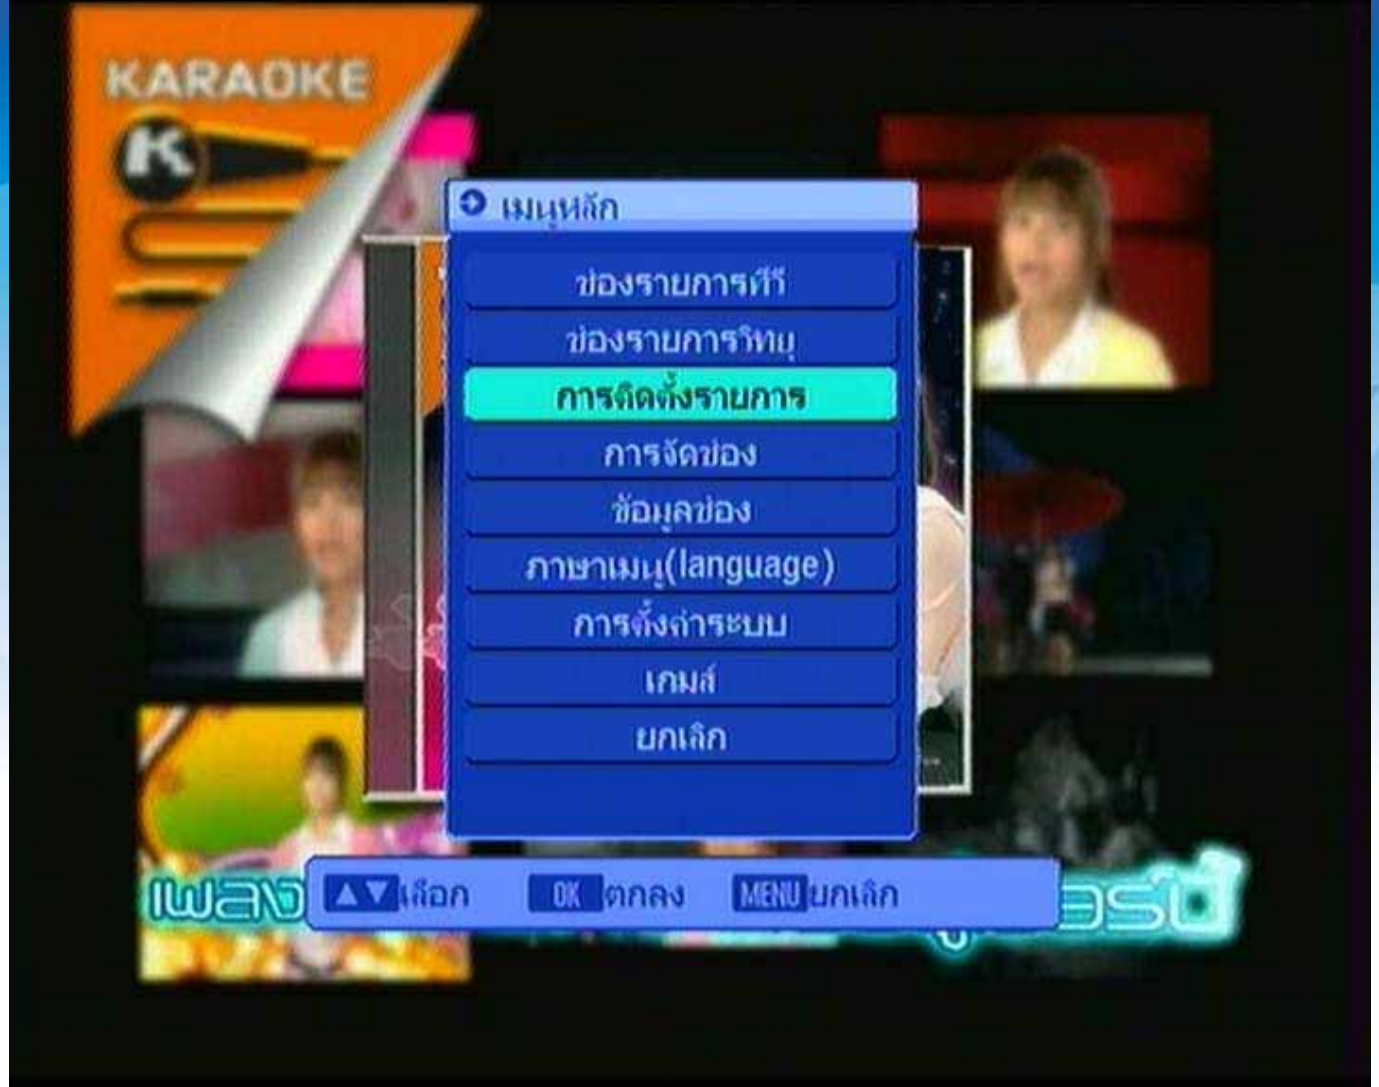 KARAOKE
K
เมนูหลัก
ช่องรายการทีวี
ช่องรายการวิทยุ
การติดตั้งรายการ
การจัดช่อง
ข้อมูลช่อง
ภาษาเมนู(language)
การตั้งค่าระบบ
เกมส์
ยกเลิก
▲▼เลือก OK ตกลง MENU ยกเลิก
เพลง